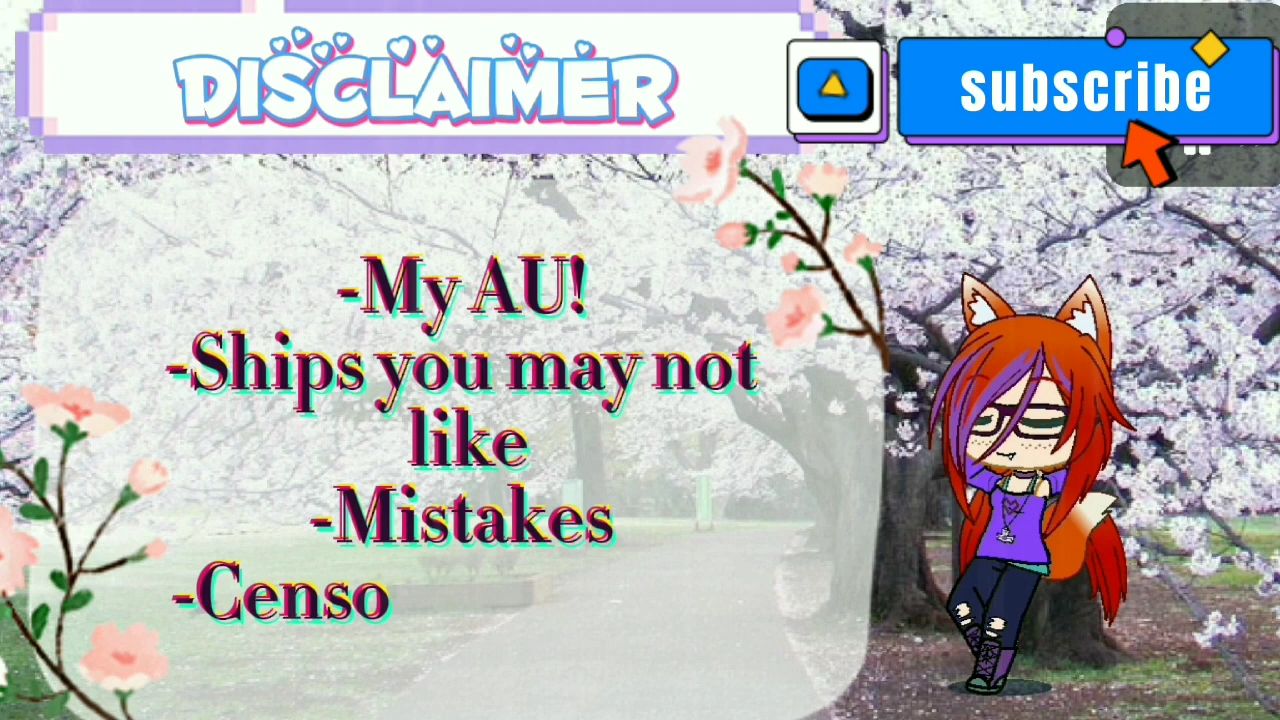 DISCLAIMER
subscribe
-My AU!
-Ships you may not
like
-Mistakes
-Censo